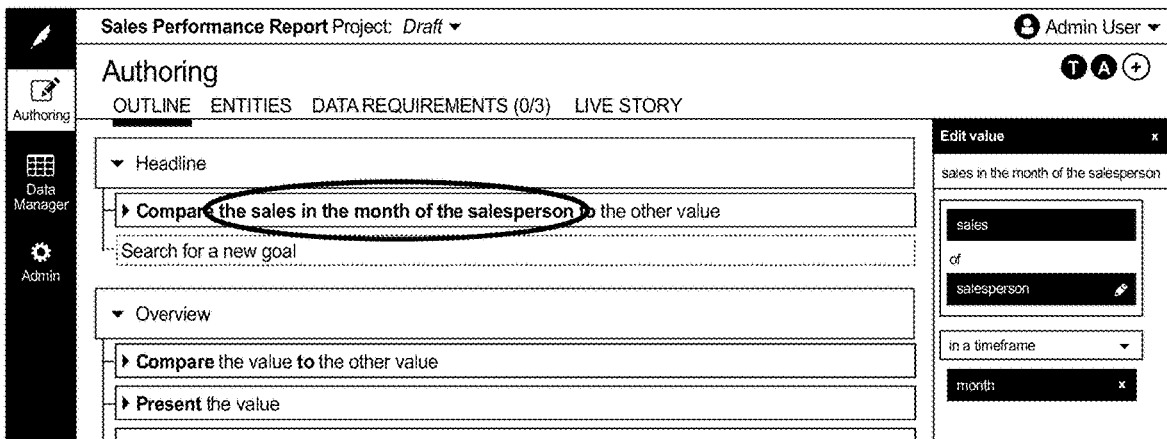 Sales Performance Report Project: Draft
Admin User
Authoring
T A +
OUTLINE ENTITIES DATA REQUIREMENTS (0/3) LIVE STORY
Authoring
Data
Manager
Admin
Headline
Compare the sales in the month of the salesperson to the other value
Search for a new goal
Overview
Compare the value to the other value
Present the value
Edit value x
sales in the month of the salesperson
sales
of
salesperson
in a timeframe
month x